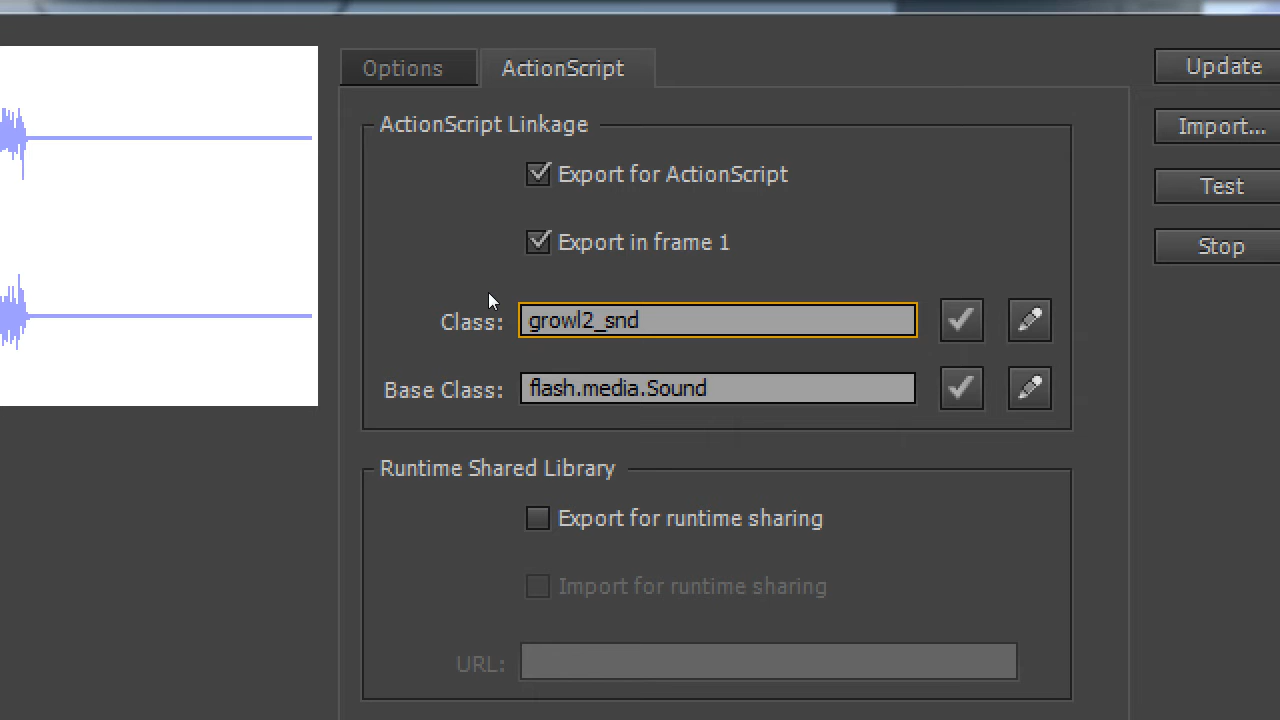 Options
ActionScript
Update
ActionScript Linkage
Import...
Export for ActionScript
Test
Export in frame 1
Stop
Class: growl2_snd
Base Class: flash.media.Sound
Runtime Shared Library
Export for runtime sharing
Import for runtime sharing
URL: